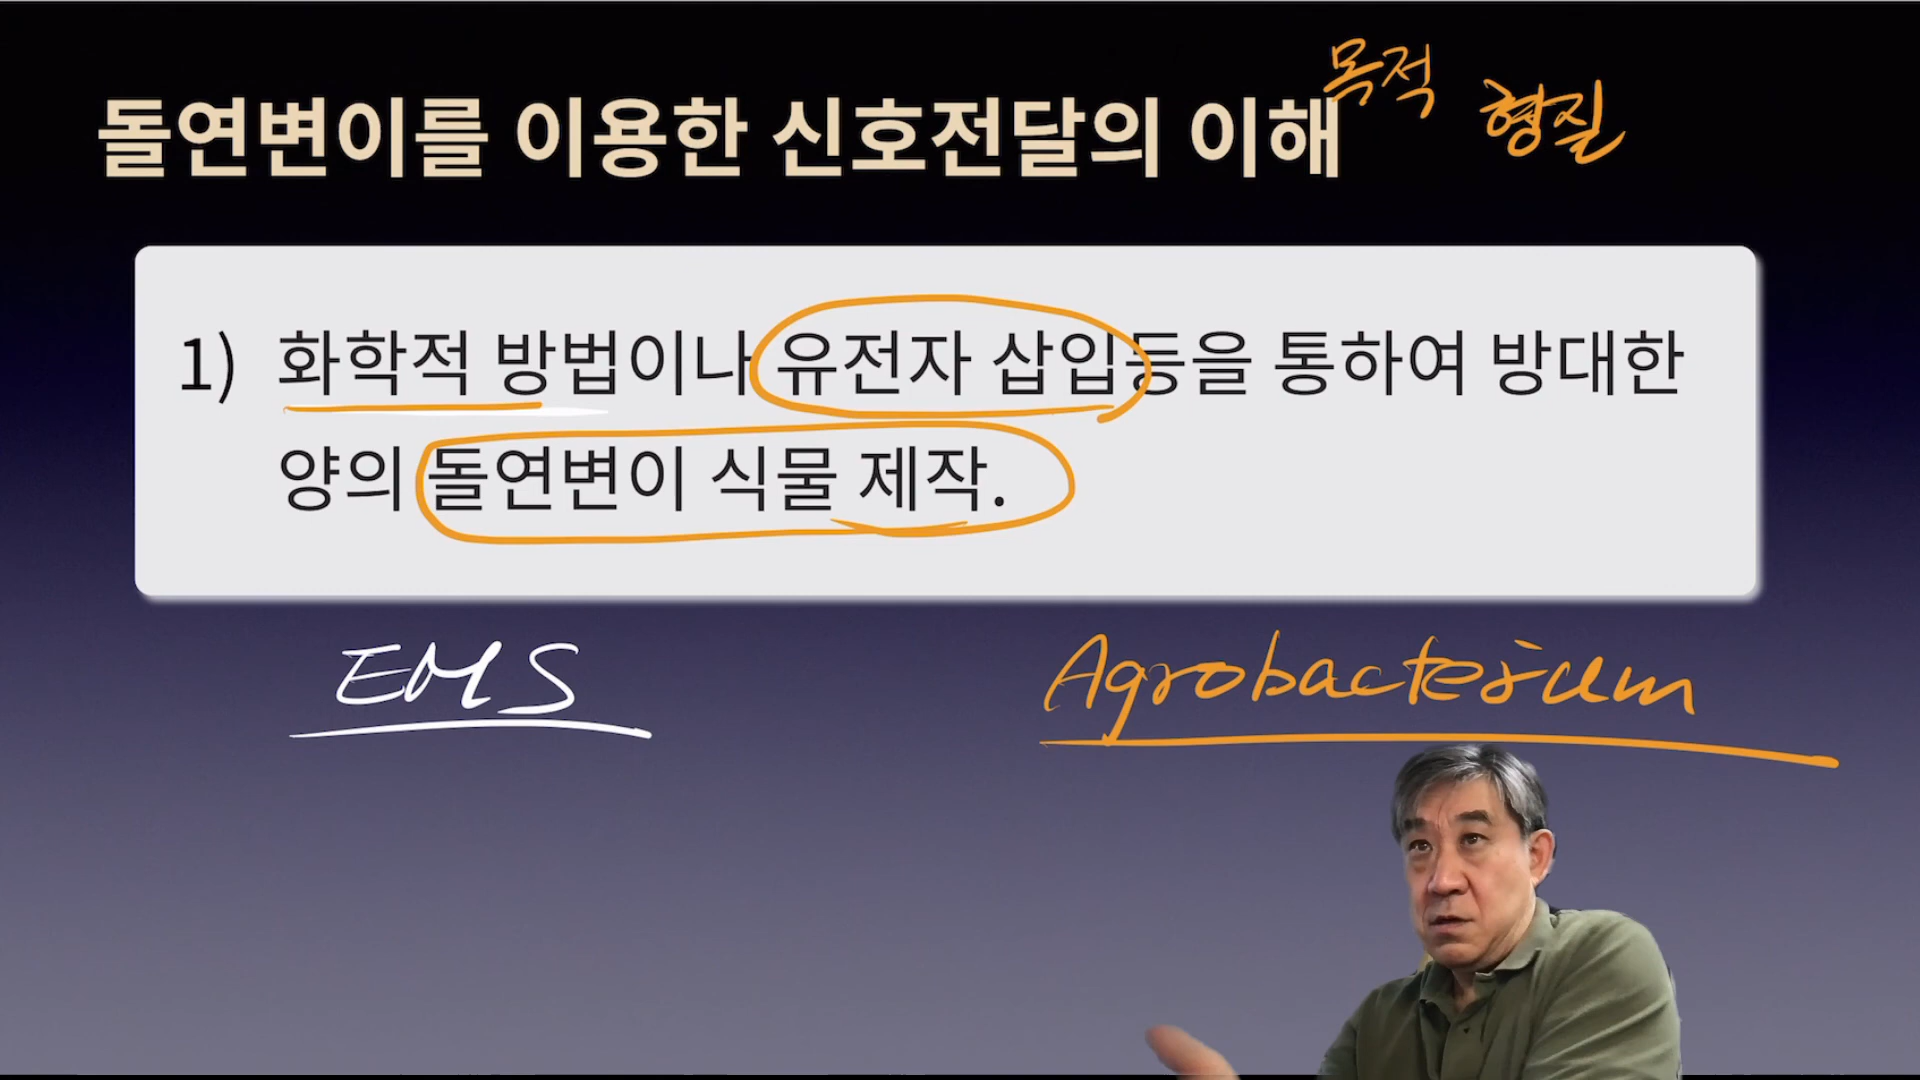 목적 형질
돌연변이를 이용한 신호전달의 이해
1) 화학적 방법이나 유전자 삽입등을 통하여 방대한
양의 돌연변이 식물 제작.
EMS
Agrobacterium